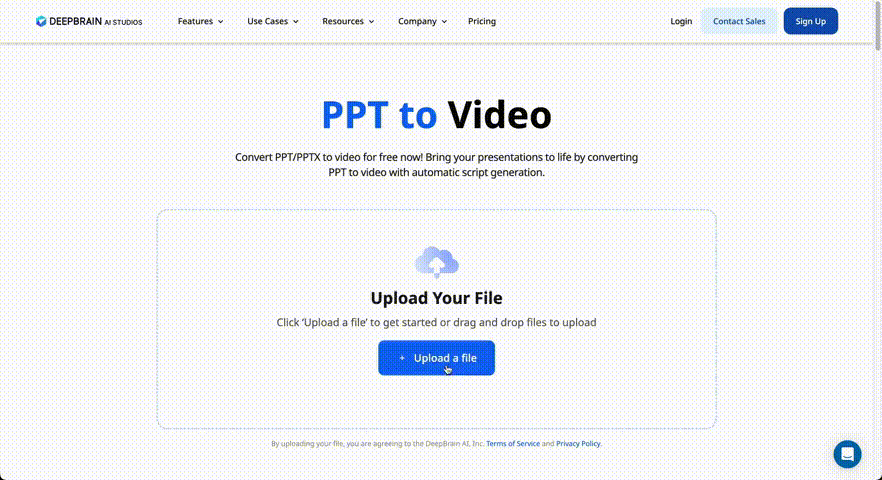 DEEPBRAIN AI STUDIOS Features Use Cases Resources Company Pricing Login Contact Sales Sign Up
PPT to Video
Convert PPT/PPTX to video for free now! Bring your presentations to life by converting
PPT to video with automatic script generation.
Upload Your File
Click ‘Upload a file’ to get started or drag and drop files to upload
+ Upload a file
By uploading your file, you are agreeing to the DeepBrain AI, Inc. Terms of Service and Privacy Policy.